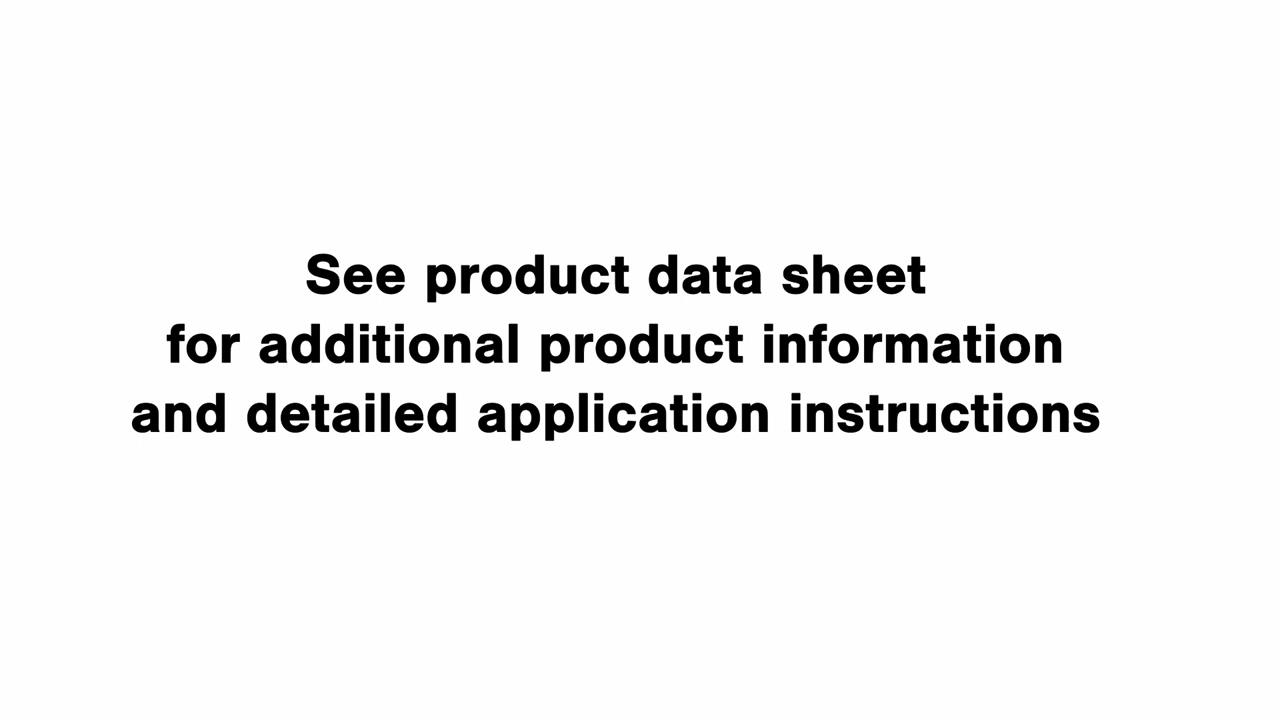 See product data sheet
for additional product information
and detailed application instructions